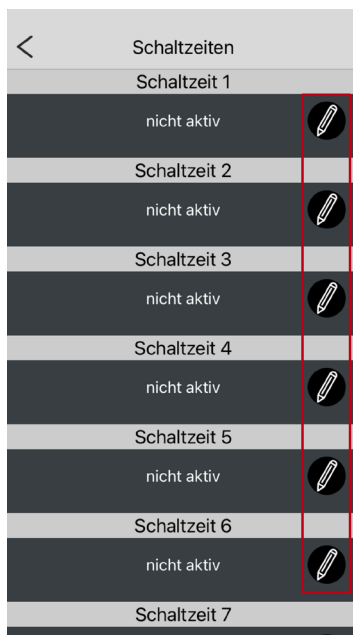 Schaltzeiten
Schaltzeit 1
nicht aktiv
Schaltzeit 2
nicht aktiv
Schaltzeit 3
nicht aktiv
Schaltzeit 4
nicht aktiv
Schaltzeit 5
nicht aktiv
Schaltzeit 6
nicht aktiv
Schaltzeit 7